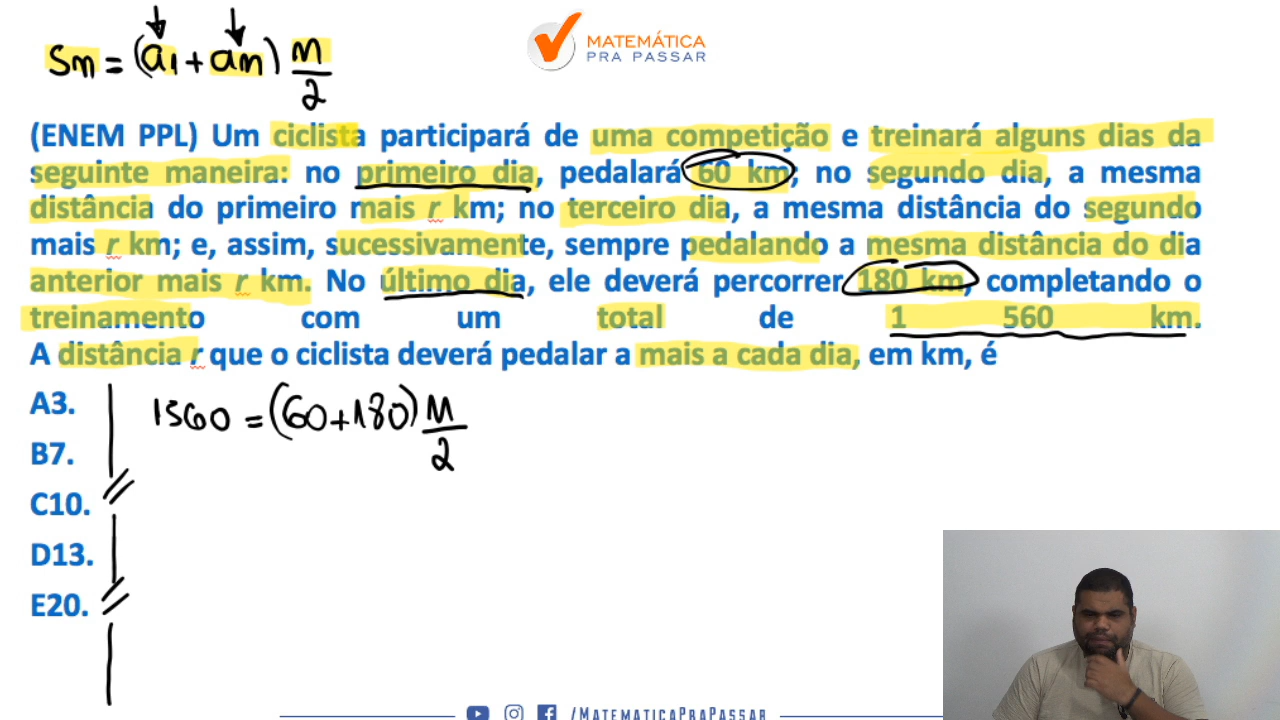 Sn = (a1 + an) n/2
MATEMÁTICA
PRA PASSAR
(ENEM PPL) Um ciclista participará de uma competição e treinará alguns dias da
seguinte maneira: no primeiro dia, pedalará 60 km; no segundo dia, a mesma
distância do primeiro mais r km; no terceiro dia, a mesma distância do segundo
mais r km; e, assim, sucessivamente, sempre pedalando a mesma distância do dia
anterior mais r km. No último dia, ele deverá percorrer 180 km, completando o
treinamento com um total de 1 560 km.
A distância r que o ciclista deverá pedalar a mais a cada dia, em km, é
A3.
1560 = (60+180) n/2
B7.
C10.
D13.
E20.
/MATEMATICAPRAPASSAR